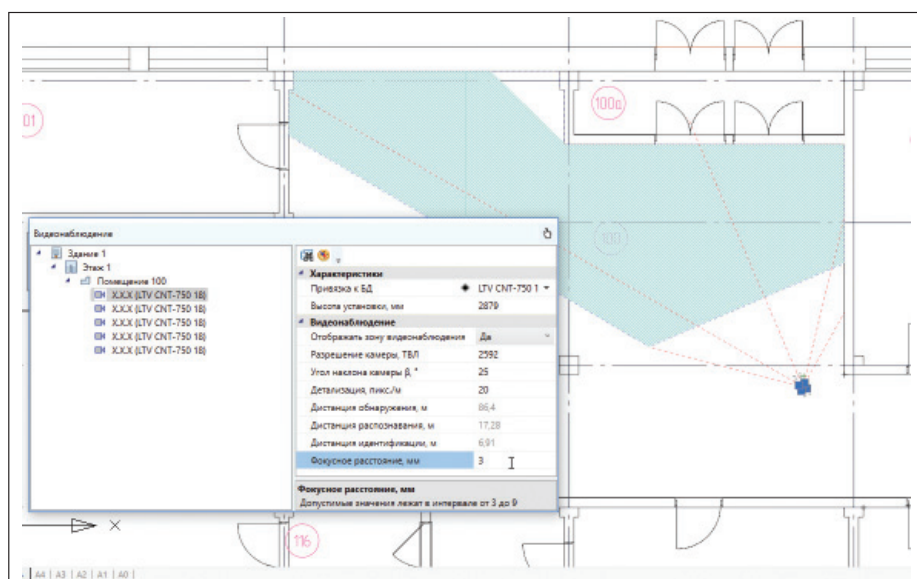 01
100а
100
Видеонаблюдение
Здание 1
Этаж 1
Помещение 100
X.X.X (LTV CNT-750 18)
X.X.X (LTV CNT-750 18)
X.X.X (LTV CNT-750 18)
X.X.X (LTV CNT-750 18)
X.X.X (LTV CNT-750 18)
Характеристики
Привязка к БД LTV CNT-750 1
Высота установки, мм 2879
Видеонаблюдение
Отображать зону видеонаблюдения Да
Разрешение камеры, ТВЛ 2592
Угол наклона камеры β, ° 25
Детализация, пикс./м 20
Дистанция обнаружения, м 86,4
Дистанция распознавания, м 17,28
Дистанция идентификации, м 6,91
Фокусное расстояние, мм 3
Фокусное расстояние, мм
Допустимые значения лежат в интервале от 3 до 9
X
116
A4 | A3 | A2 | A1 | A0 |